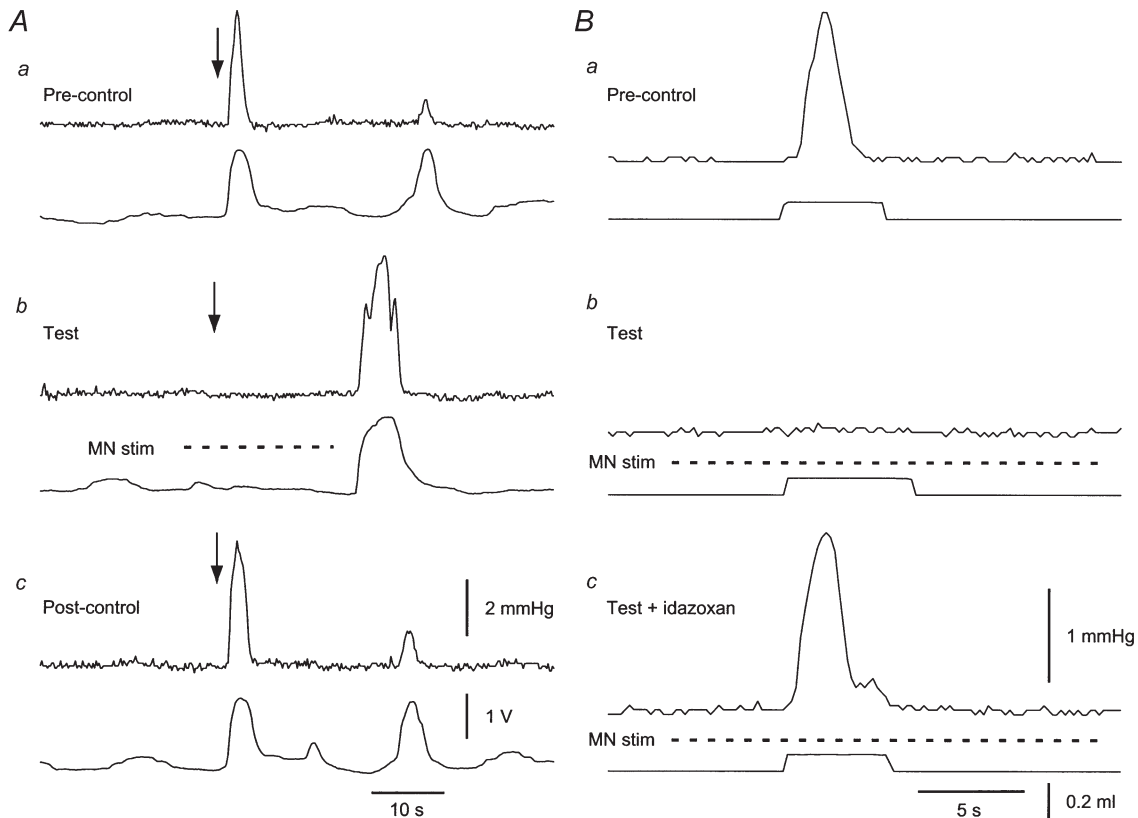 A
a
Pre-control
b
Test
MN stim
c
Post-control
2 mmHg
1 V
10 s
B
a
Pre-control
b
Test
MN stim
c
Test + idazoxan
1 mmHg
MN stim
5 s
0.2 ml